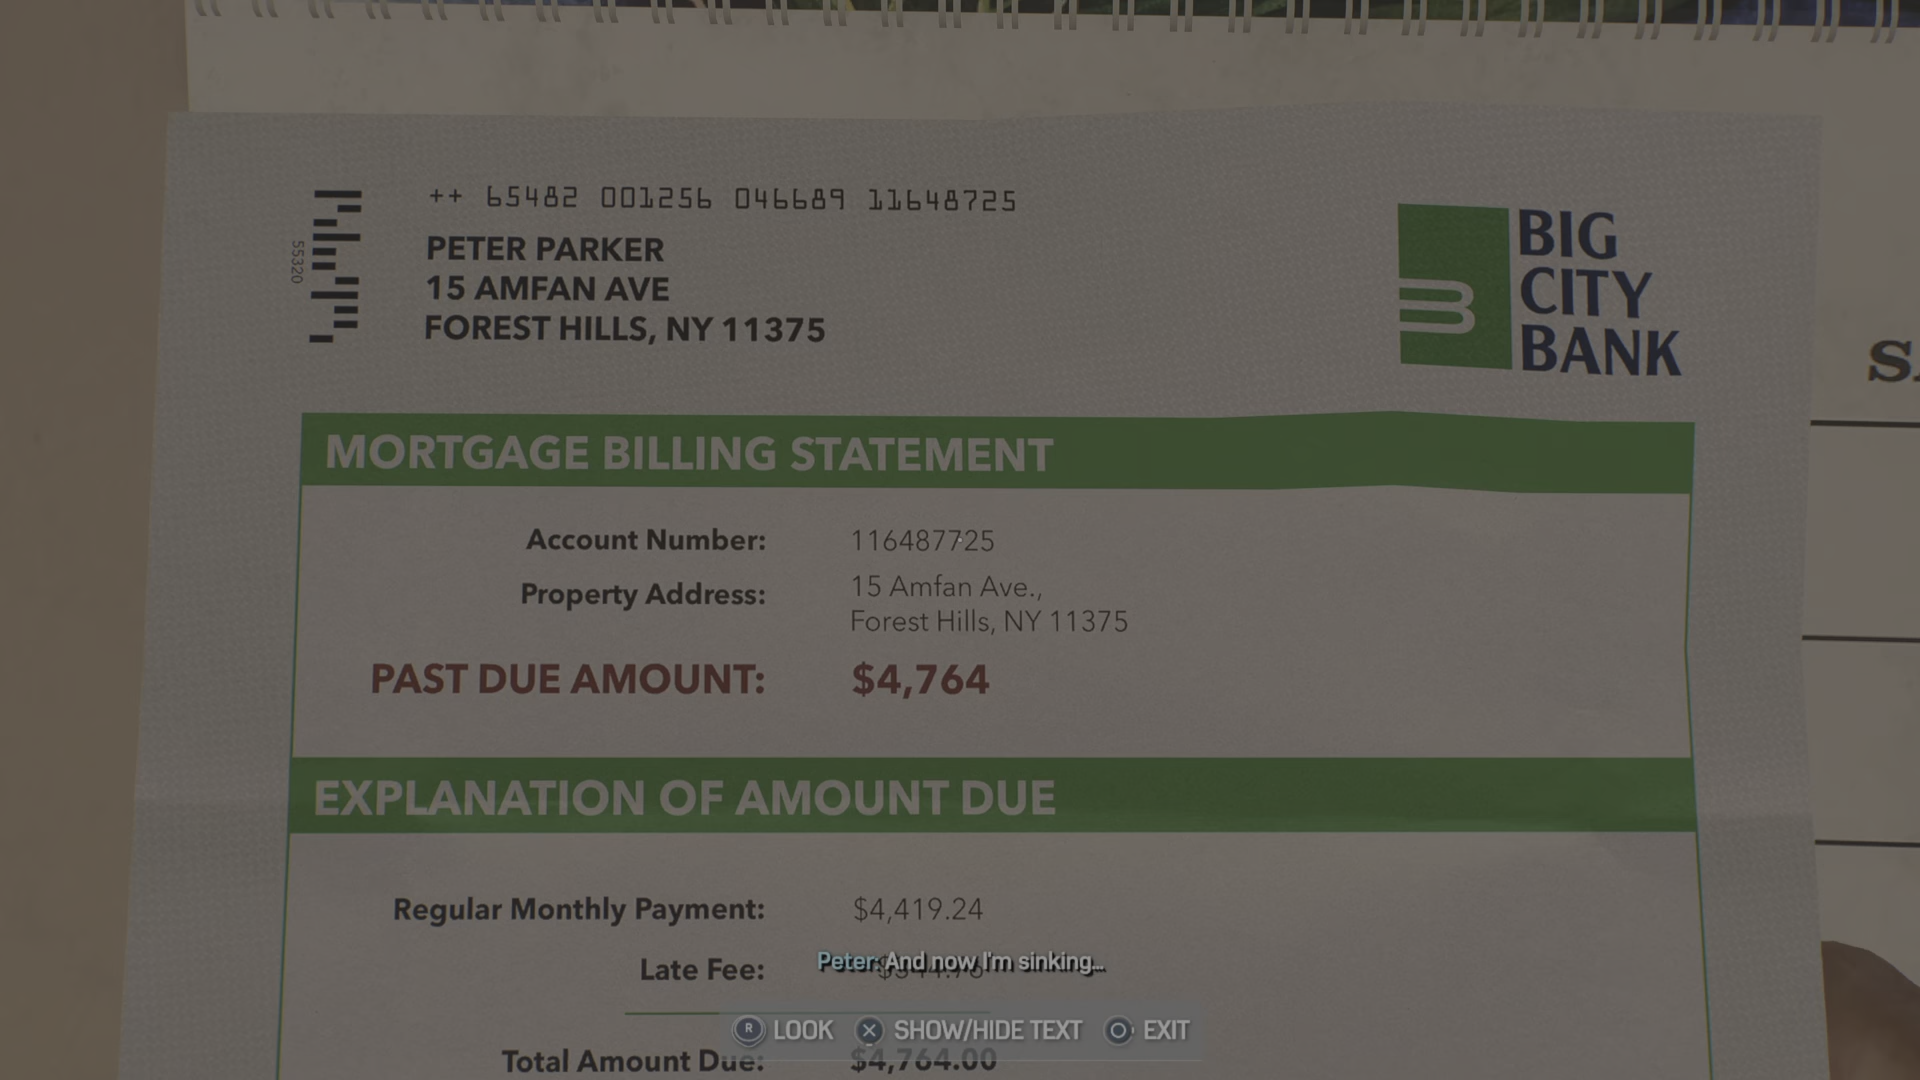 ++ 65482 001256 046689 11648725
PETER PARKER
15 AMFAN AVE
FOREST HILLS, NY 11375
55320
BIG
CITY
BANK
MORTGAGE BILLING STATEMENT
Account Number: 116487725
Property Address: 15 Amfan Ave.,
Forest Hills, NY 11375
PAST DUE AMOUNT: $4,764
EXPLANATION OF AMOUNT DUE
Regular Monthly Payment: $4,419.24
Late Fee:
Peter: And now I'm sinking...
R LOOK SHOW/HIDE TEXT EXIT
Total Amount Due: $4,764.00